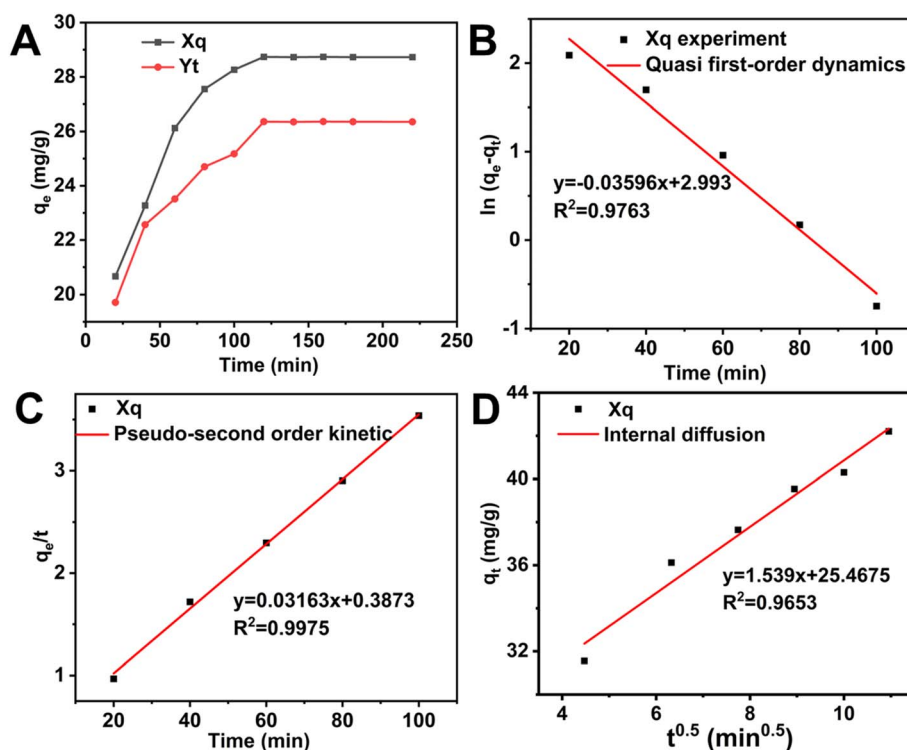 A
Xq
Yt
30
28
26
24
22
20
qₑ (mg/g)
0 50 100 150 200 250
Time (min)
B
Xq experiment
Quasi first-order dynamics
y=-0.03596x+2.993
R²=0.9763
2
1
0
-1
ln (qₑ-qₜ)
20 40 60 80 100
Time (min)
C
Xq
Pseudo-second order kinetic
y=0.03163x+0.3873
R²=0.9975
3
2
1
qₑ/t
20 40 60 80 100
Time (min)
D
Xq
Internal diffusion
y=1.539x+25.4675
R²=0.9653
44
40
36
32
qₜ (mg/g)
4 6 8 10
t⁰·⁵ (min⁰·⁵)